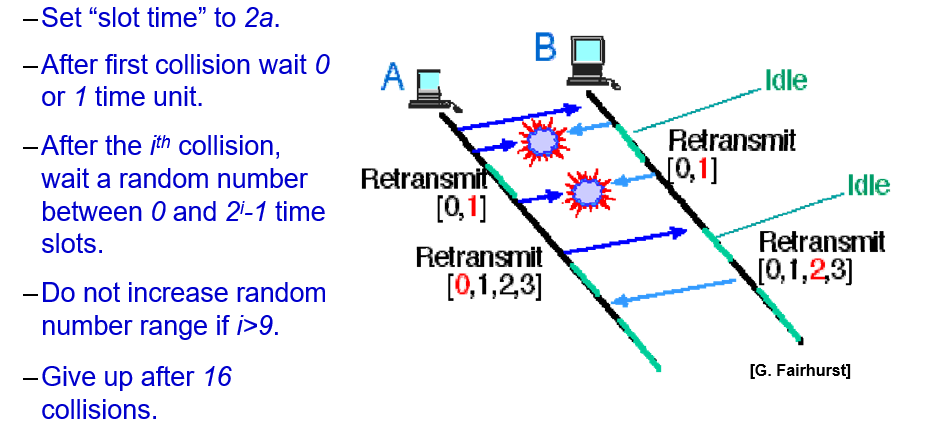 –Set “slot time” to 2a.
–After first collision wait 0
or 1 time unit.
–After the ith collision,
wait a random number
between 0 and 2i-1 time
slots.
–Do not increase random
number range if i>9.
–Give up after 16
collisions.
B
A
Idle
Retransmit
[0,1]
Retransmit
[0,1]
Idle
Retransmit
[0,1,2,3]
Retransmit
[0,1,2,3]
[G. Fairhurst]